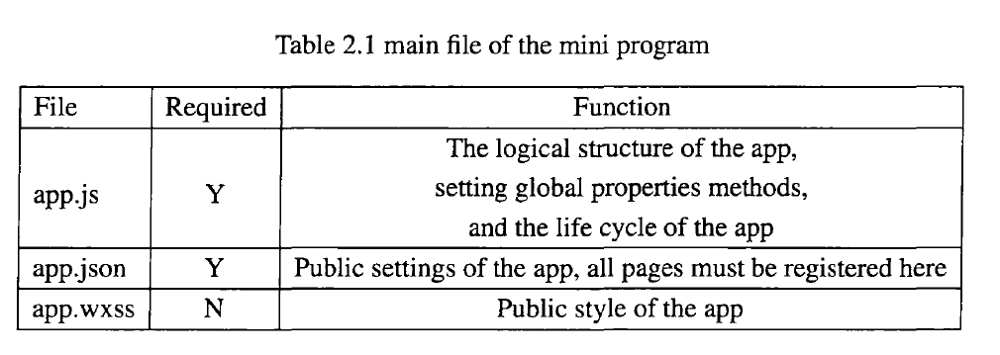 Table 2.1 main file of the mini program
File Required Function
app.js Y The logical structure of the app,
setting global properties methods,
and the life cycle of the app
app.json Y Public settings of the app, all pages must be registered here
app.wxss N Public style of the app